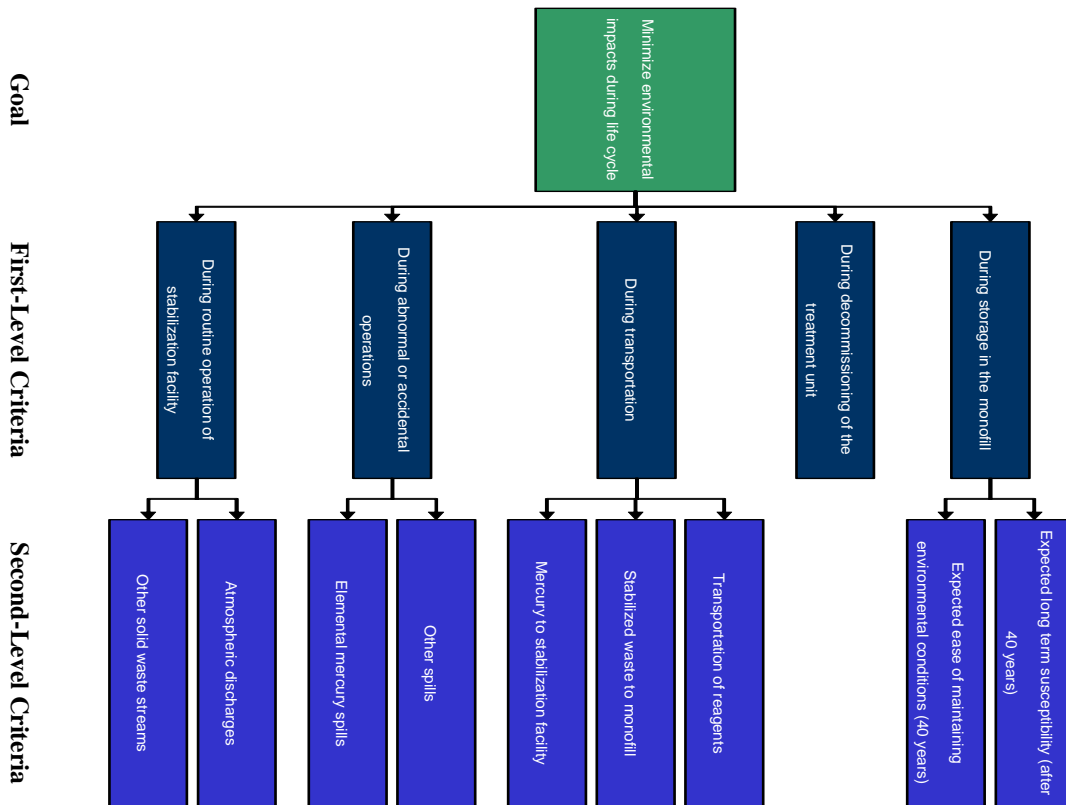 Goal
First-Level Criteria
Second-Level Criteria
Minimize environmental
impacts during life cycle
During storage in the monofill
During decommissioning of the
treatment unit
During transportation
During abnormal or accidental
operations
During routine operation of
stabilization facility
Expected long term susceptibility (after
40 years)
Expected ease of maintaining
environmental conditions (40 years)
Transportation of reagents
Stabilized waste to monofill
Mercury to stabilization facility
Other spills
Elemental mercury spills
Atmospheric discharges
Other solid waste streams